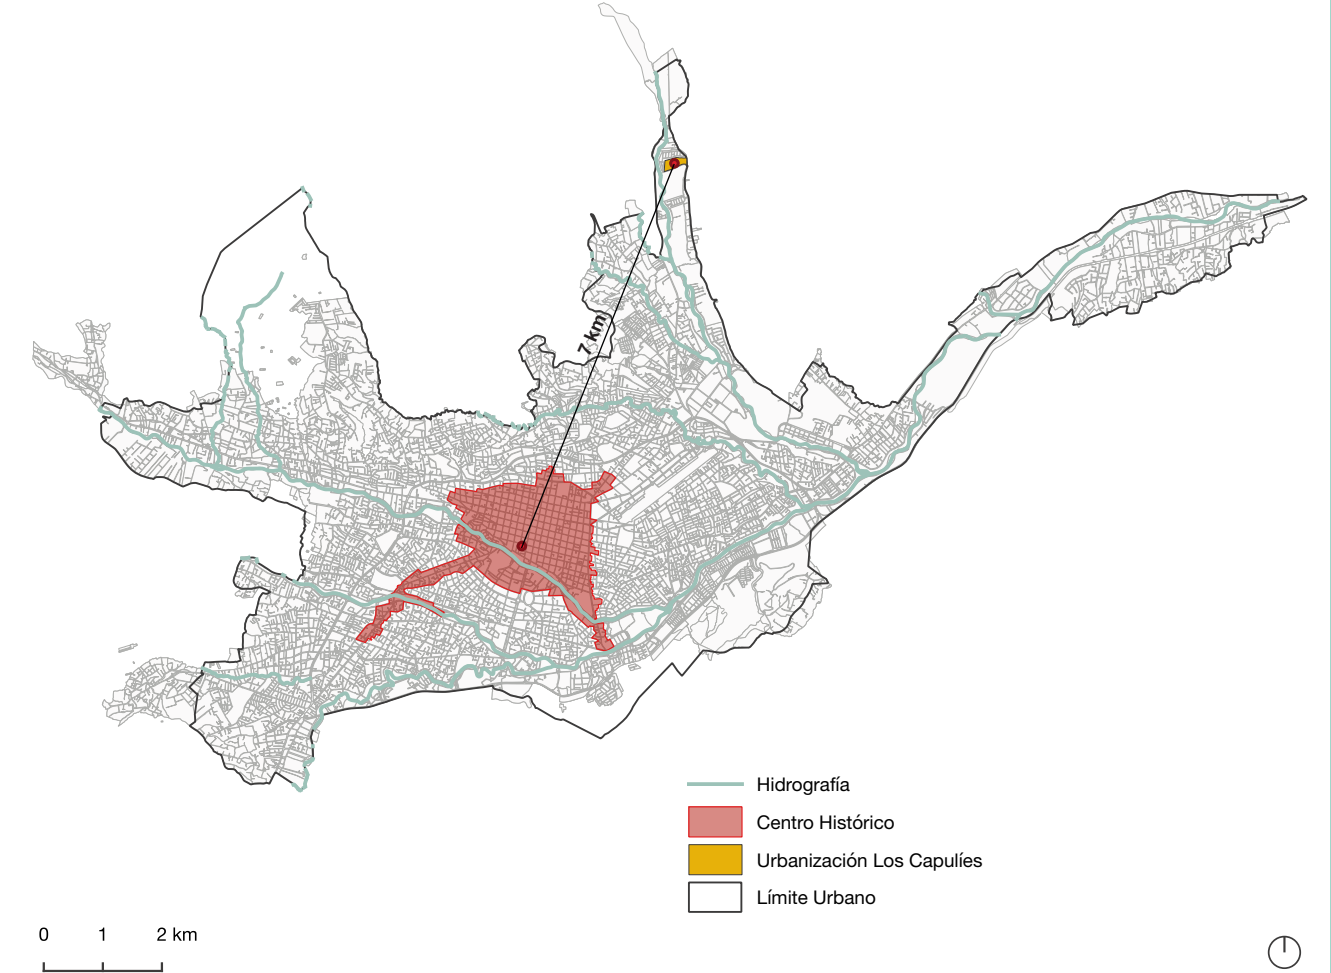 7 km
Hidrografía
Centro Histórico
Urbanización Los Capulíes
Límite Urbano
0 1 2 km